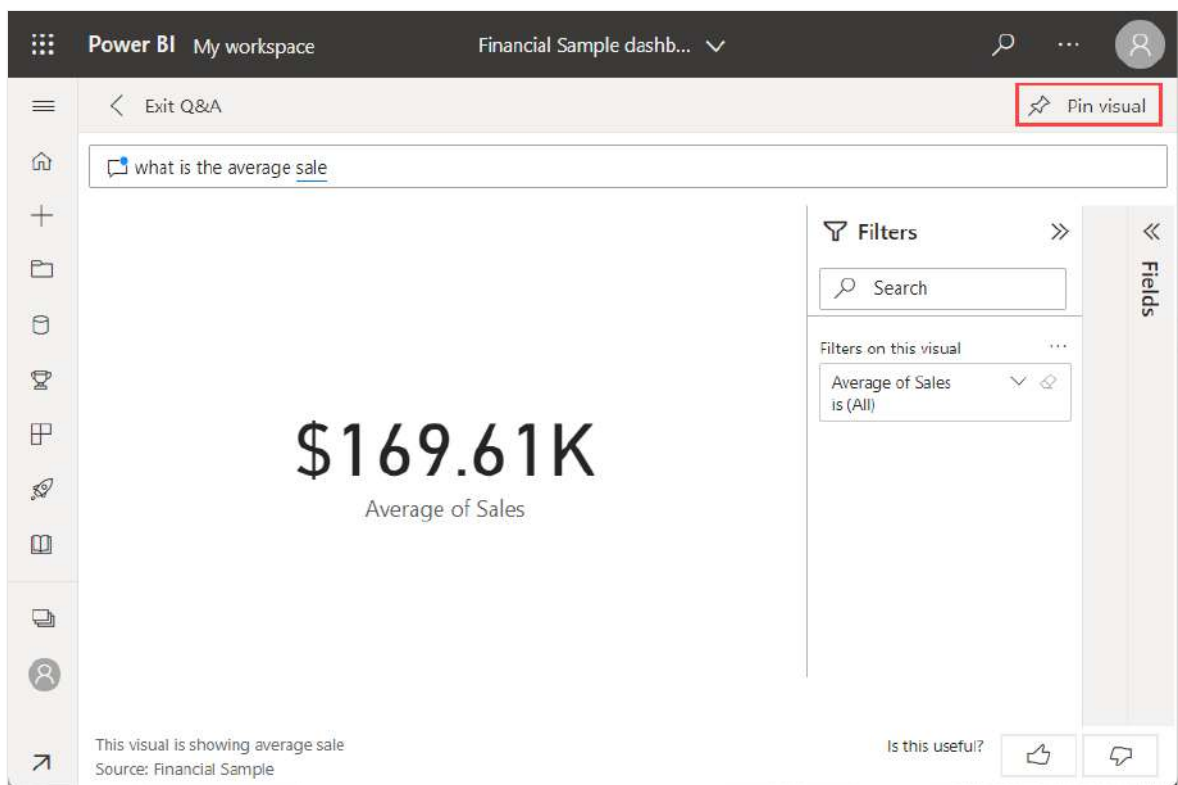 Power BI My workspace Financial Sample dashb...
Exit Q&A Pin visual
what is the average sale
Filters
Search
Filters on this visual
Average of Sales
is (All)
Fields
$169.61K
Average of Sales
This visual is showing average sale
Source: Financial Sample
Is this useful?